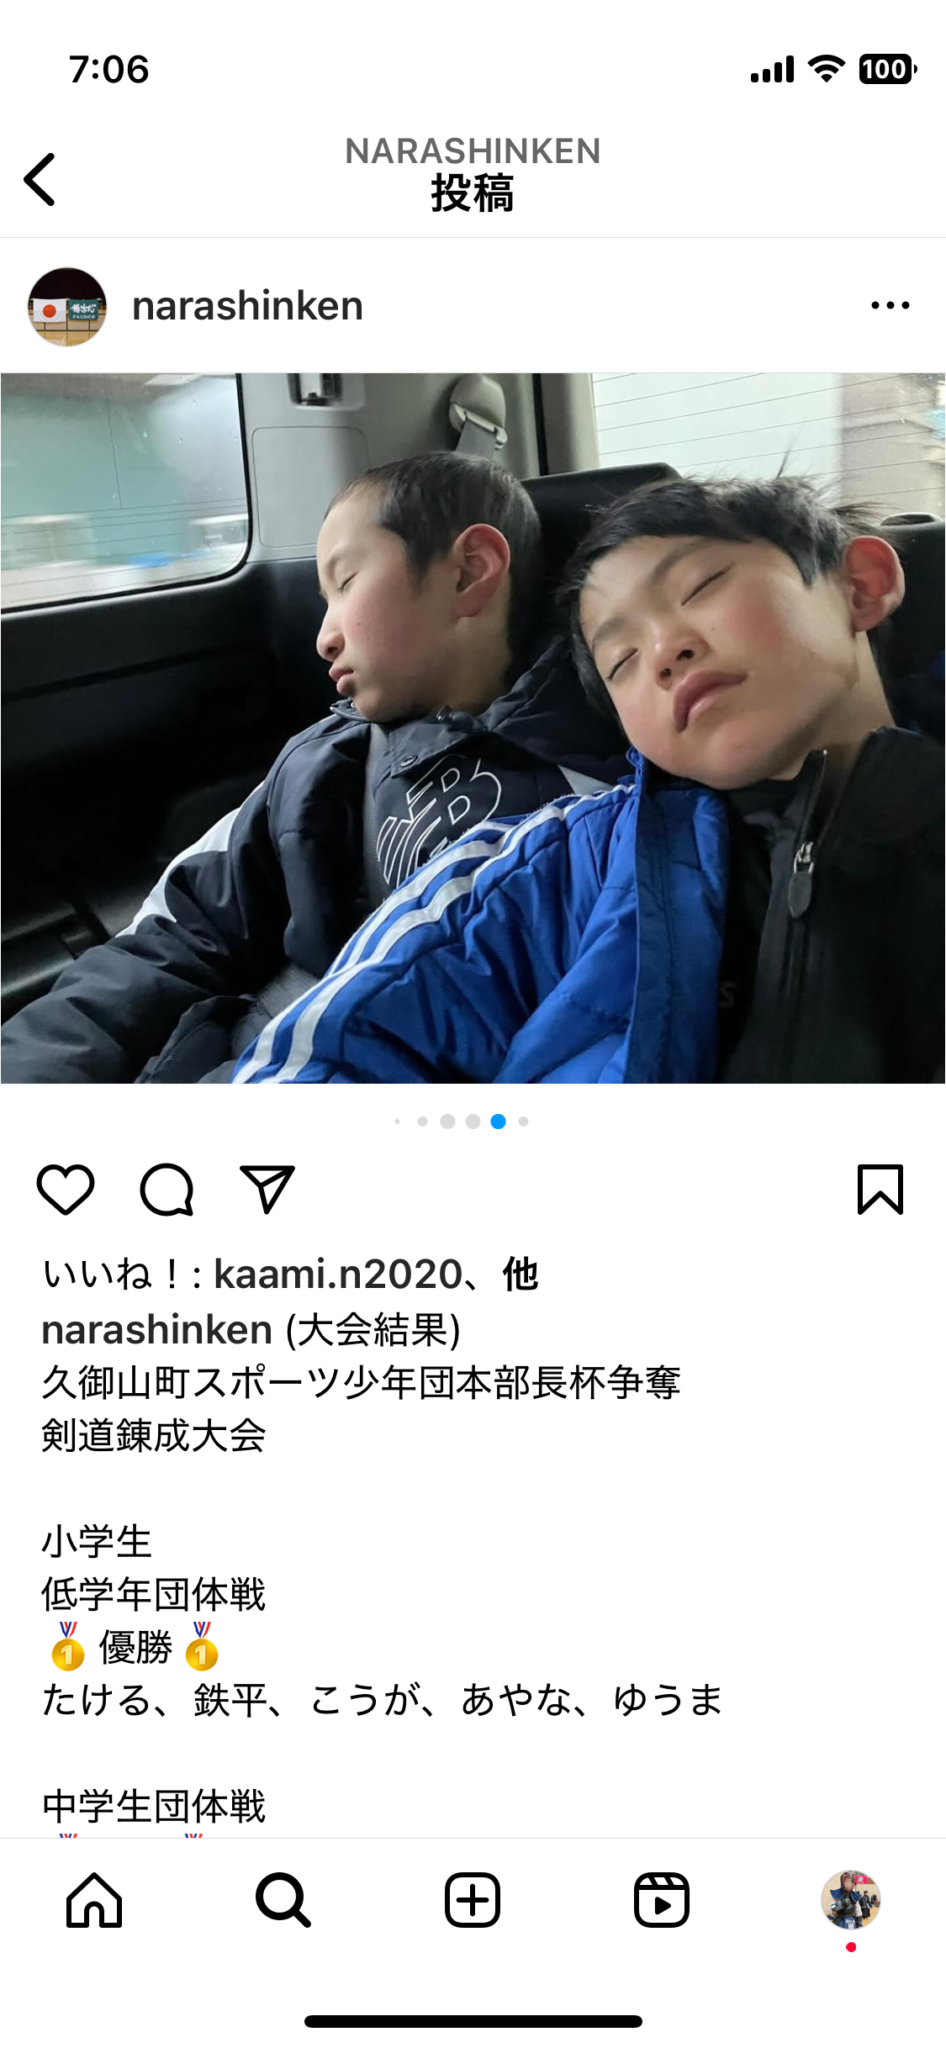 7:06
100
NARASHINKEN
投稿
narashinken
いいね！: kaami.n2020、他
narashinken (大会結果)
久御山町スポーツ少年団本部長杯争奪
剣道錬成大会
小学生
低学年団体戦
🥇優勝🥇
たける、鉄平、こうが、あやな、ゆうま
中学生団体戦